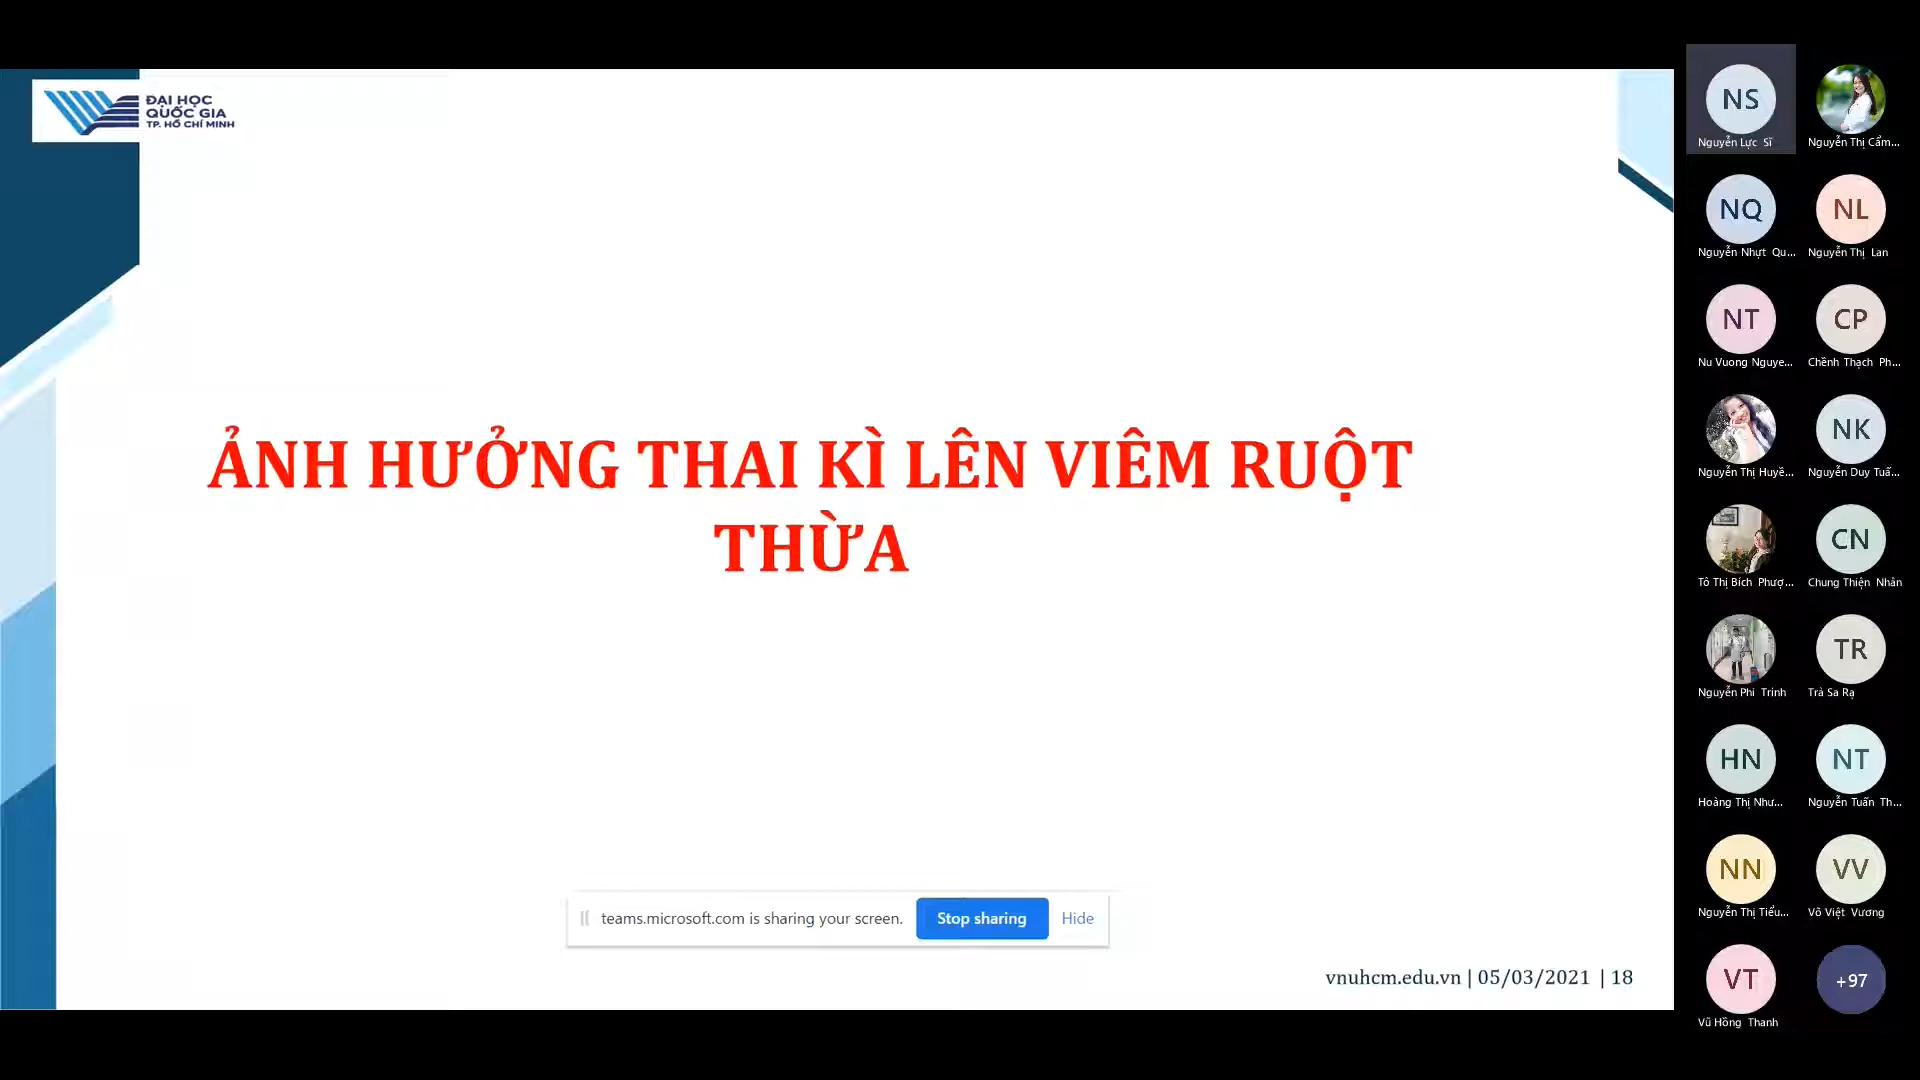 ĐẠI HỌC
QUỐC GIA
TP. HỒ CHÍ MINH
ẢNH HƯỞNG THAI KÌ LÊN VIÊM RUỘT
THỪA
teams.microsoft.com is sharing your screen.
Stop sharing
Hide
vnuhcm.edu.vn | 05/03/2021 | 18
NS
Nguyễn Lực Sĩ
Nguyễn Thị Cẩm...
NQ
Nguyễn Nhựt Qu...
NL
Nguyễn Thị Lan
NT
Nu Vuong Nguye...
CP
Chềnh Thạch Ph...
Nguyễn Thị Huyề...
NK
Nguyễn Duy Tuấ...
Tô Thị Bích Phượ...
CN
Chung Thiện Nhân
Nguyễn Phi Trinh
TR
Trà Sa Rạ
HN
Hoàng Thị Như...
NT
Nguyễn Tuấn Th...
NN
Nguyễn Thị Tiểu...
VV
Võ Việt Vương
VT
Vũ Hồng Thanh
+97